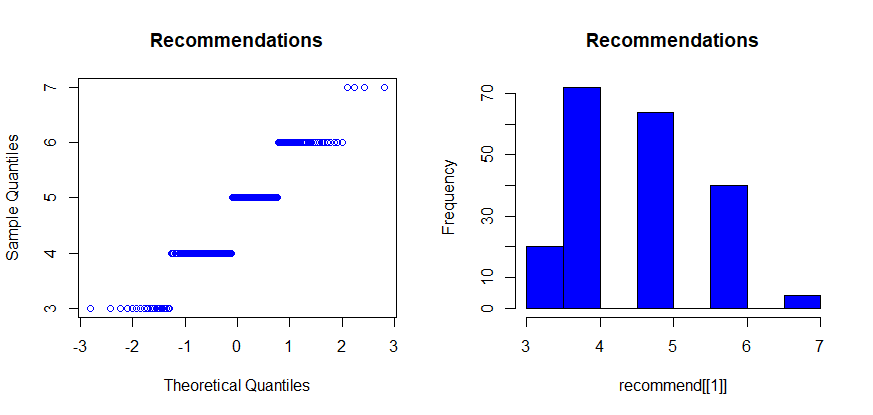 Recommendations
Sample Quantiles
7
6
5
4
3
-3 -2 -1 0 1 2 3
Theoretical Quantiles
Recommendations
Frequency
70
50
30
10
0
3 4 5 6 7
recommend[[1]]